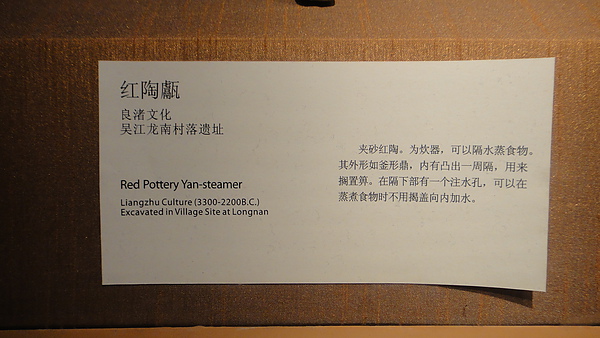 红陶甗
良渚文化
吴江龙南村落遗址
Red Pottery Yan-steamer
Liangzhu Culture (3300-2200B.C.)
Excavated in Village Site at Longnan
夹砂红陶。为炊器，可以隔水蒸食物。
其外形如釜形鼎，内有凸出一周隔，用来
搁置箅。在隔下部有一个注水孔，可以在
蒸煮食物时不用揭盖向内加水。